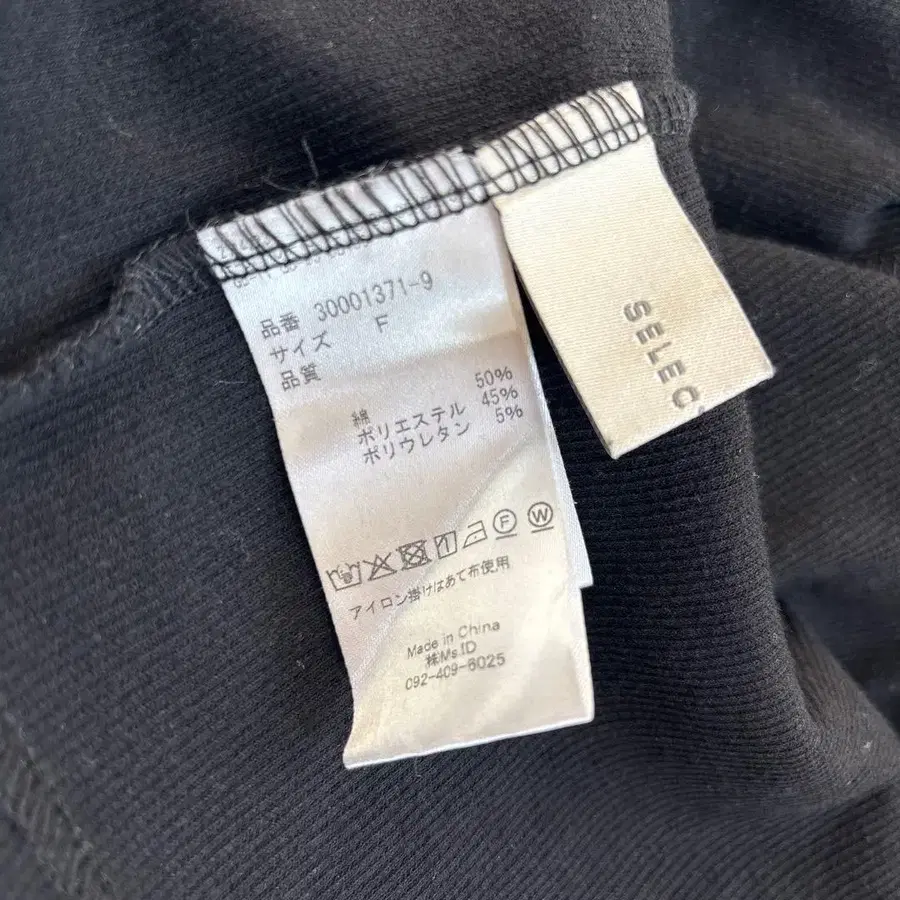 品番 30001371-9
サイズ F
品質
綿 50%
ポリエステル 45%
ポリウレタン 5%
F W
アイロン掛けはあて布使用
Made in China
㈱Ms ID
092-409-6025
SELEC